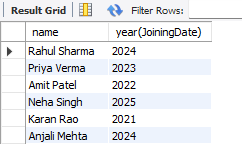 Result Grid Filter Rows:
name year(JoiningDate)
Rahul Sharma 2024
Priya Verma 2023
Amit Patel 2022
Neha Singh 2025
Karan Rao 2021
Anjali Mehta 2024